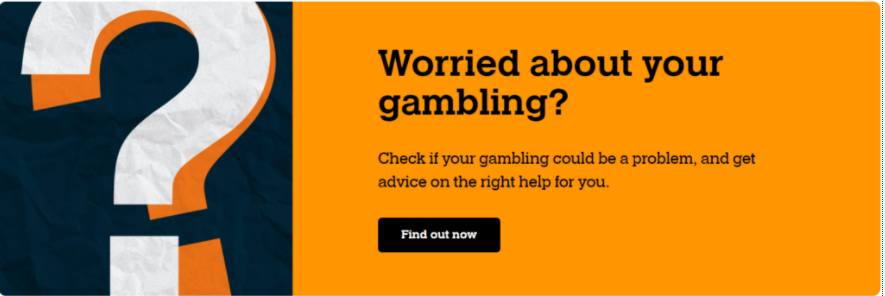 Worried about your
gambling?
Check if your gambling could be a problem, and get
advice on the right help for you.
Find out now